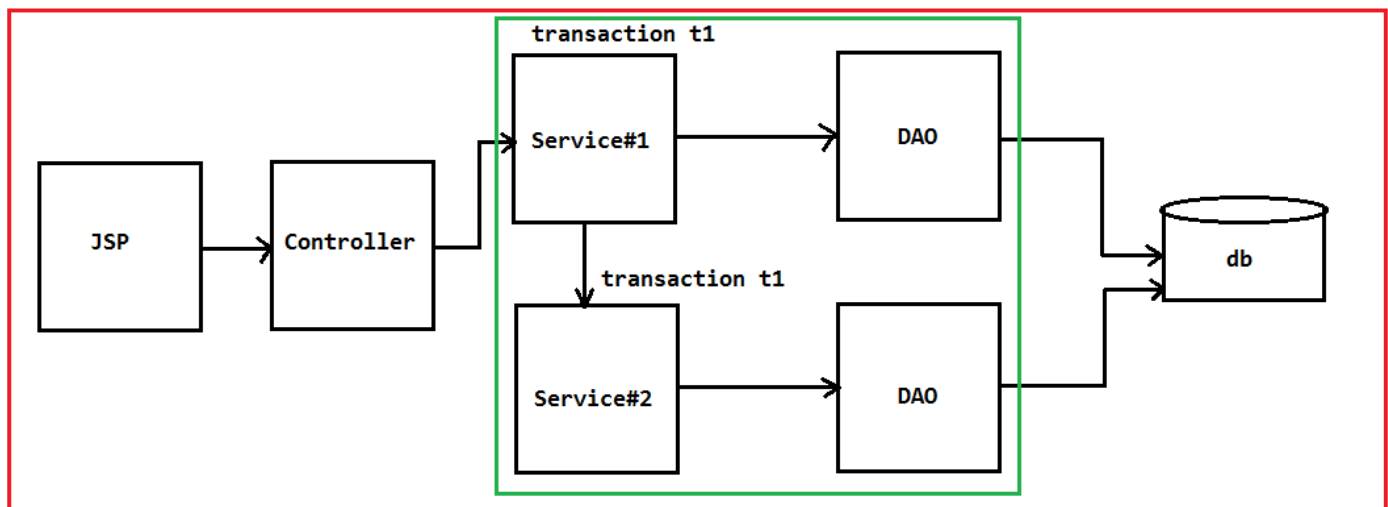 transaction t1
Service#1
DAO
JSP
Controller
db
transaction t1
Service#2
DAO